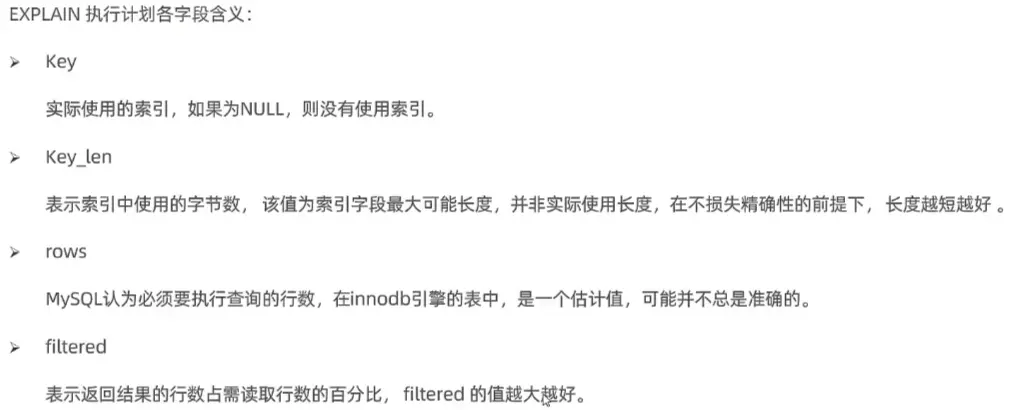 EXPLAIN 执行计划各字段含义：
➢ Key
实际使用的索引，如果为NULL，则没有使用索引。
➢ Key_len
表示索引中使用的字节数， 该值为索引字段最大可能长度，并非实际使用长度，在不损失精确性的前提下， 长度越短越好 。
➢ rows
MySQL认为必须要执行查询的行数，在innodb引擎的表中，是一个估计值，可能并不总是准确的。
➢ filtered
表示返回结果的行数占需读取行数的百分比， filtered 的值越大越好。